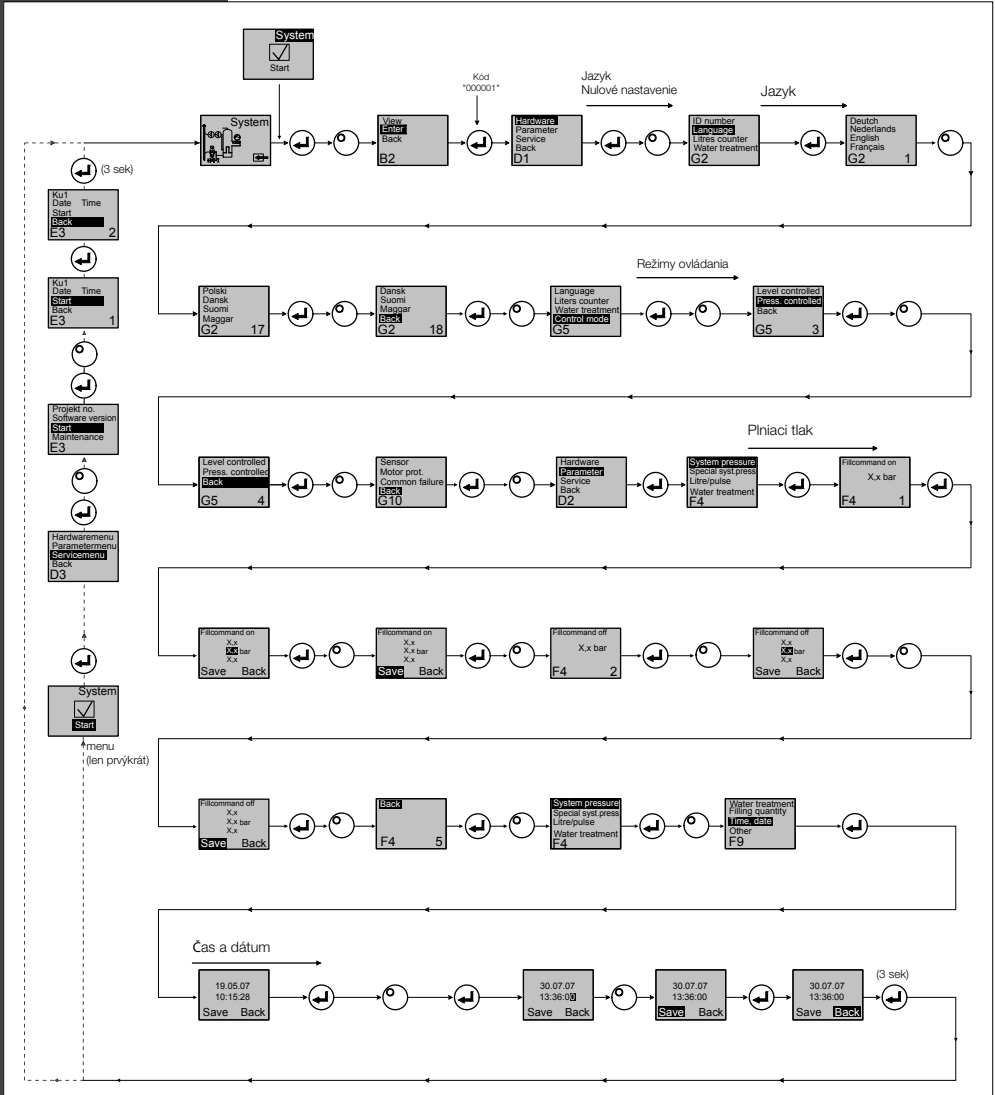 System
Start
Kód
"000001"
Jazyk
Nulové nastavenie
Jazyk
System
View
Enter
Back
B2
Hardware
Parameter
Service
Back
D1
ID number
Language
Litres counter
Water treatment
G2
Deutch
Nederlands
English
Français
G2 1
(3 sek)
Ku1
Date Time
Start
Back
E3 2
Ku1
Date Time
Start
Back
E3 1
Projekt no.
Software version
Start
Maintenance
E3
Hardwaremenu
Parametermenu
Servicemenu
Back
D3
System
Start
menu
(len prvýkrát)
Režimy ovládania
Polski
Dansk
Suomi
Maggar
G2 17
Dansk
Suomi
Maggar
Back
G2 18
Language
Liters counter
Water treatment
Control mode
G5
Level controlled
Press. controlled
Back
G5 3
Plniaci tlak
Level controlled
Press. controlled
Back
G5 4
Sensor
Motor prot.
Common failure
Back
G10
Hardware
Parameter
Service
Back
D2
System pressure
Special syst.press
Litre/pulse
Water treatment
F4
Fillcommand on
X,x bar
F4 1
Fillcommand on
X,x
X,x bar
X,x
Save Back
Fillcommand on
X,x
X,x bar
X,x
Save Back
Fillcommand off
X,x bar
F4 2
Fillcommand off
X,x
X,x bar
X,x
Save Back
Fillcommand off
X,x
X,x bar
X,x
Save Back
Back
F4 5
System pressure
Special syst.press
Litre/pulse
Water treatment
F4
Water treatment
Filling quantity
Time, date
Other
F9
Čas a dátum
19.05.07
10:15:28
Save Back
30.07.07
13:36:00
Save Back
30.07.07
13:36:00
Save Back
30.07.07
13:36:00
Save Back
(3 sek)